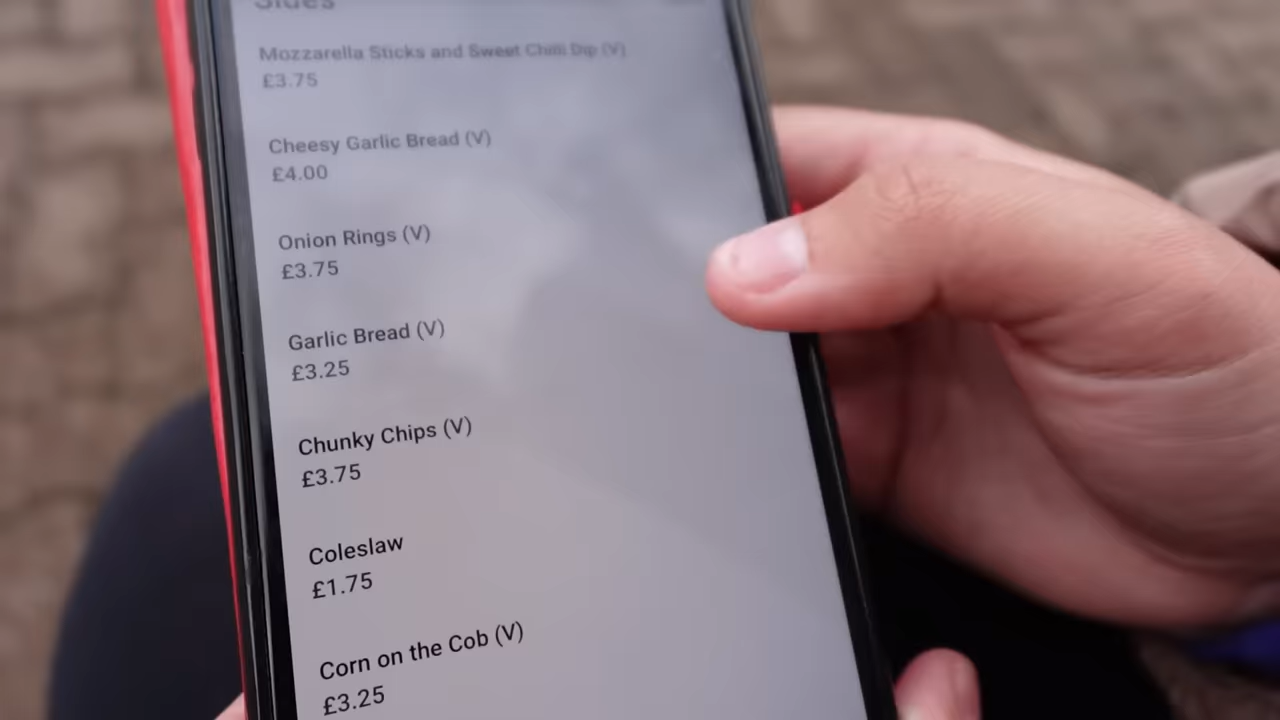 Sides
Mozzarella Sticks and Sweet Chilli Dip (V)
£3.75
Cheesy Garlic Bread (V)
£4.00
Onion Rings (V)
£3.75
Garlic Bread (V)
£3.25
Chunky Chips (V)
£3.75
Coleslaw
£1.75
Corn on the Cob (V)
£3.25